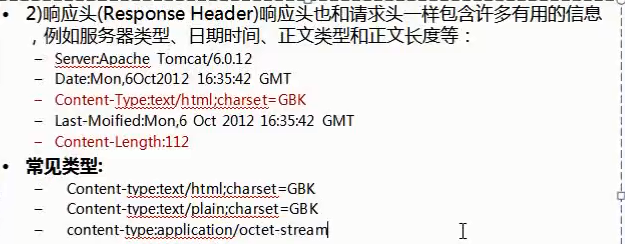 • 2)响应头(Response Header)响应头也和请求头一样包含许多有用的信息
，例如服务器类型、日期时间、正文类型和正文长度等：
– Server:Apache Tomcat/6.0.12
– Date:Mon,6Oct2012 16:35:42 GMT
– Content-Type:text/html;charset=GBK
– Last-Moified:Mon,6 Oct 2012 16:35:42 GMT
– Content-Length:112
• 常见类型:
– Content-type:text/html;charset=GBK
– Content-type:text/plain;charset=GBK
– content-type:application/octet-stream